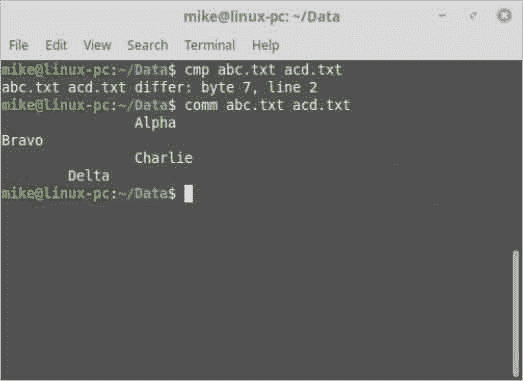 mike@linux-pc: ~/Data
File Edit View Search Terminal Help
mike@linux-pc:~/Data$ cmp abc.txt acd.txt
abc.txt acd.txt differ: byte 7, line 2
mike@linux-pc:~/Data$ comm abc.txt acd.txt
Alpha
Bravo
Charlie
Delta
mike@linux-pc:~/Data$